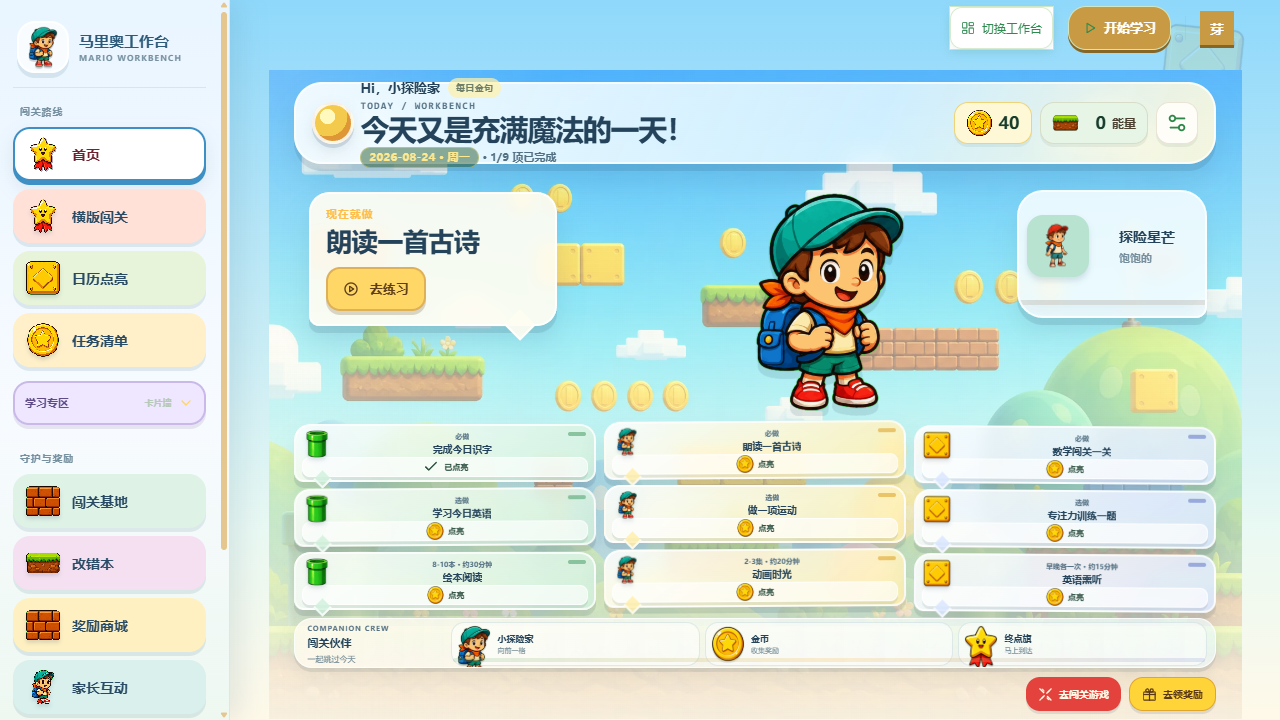 马里奥工作台
MARIO WORKBENCH
闯关路线
首页
横版闯关
日历点亮
任务清单
学习专区
卡片擂
守护与奖励
闯关基地
改错本
奖励商城
家长互动
切换工作台
开始学习
芽
Hi，小探险家
每日金句
TODAY / WORKBENCH
今天又是充满魔法的一天！
2026-08-24 • 周一 • 1/9 项已完成
40
0 能量
现在就做
朗读一首古诗
去练习
探险星芒
饱饱的
必做
完成今日识字
已点亮
必做
朗读一首古诗
点亮
必做
数学闯关一关
点亮
选做
学习今日英语
点亮
选做
做一项运动
点亮
选做
专注力训练一题
点亮
8-10本 • 约30分钟
绘本阅读
点亮
2-3集 • 约20分钟
动画时光
点亮
早晚各一次 • 约15分钟
英语熏听
点亮
COMPANION CREW
闯关伙伴
一起跳过今天
小探险家
向前一格
金币
收集奖励
终点旗
马上到达
去闯关游戏
去领奖励